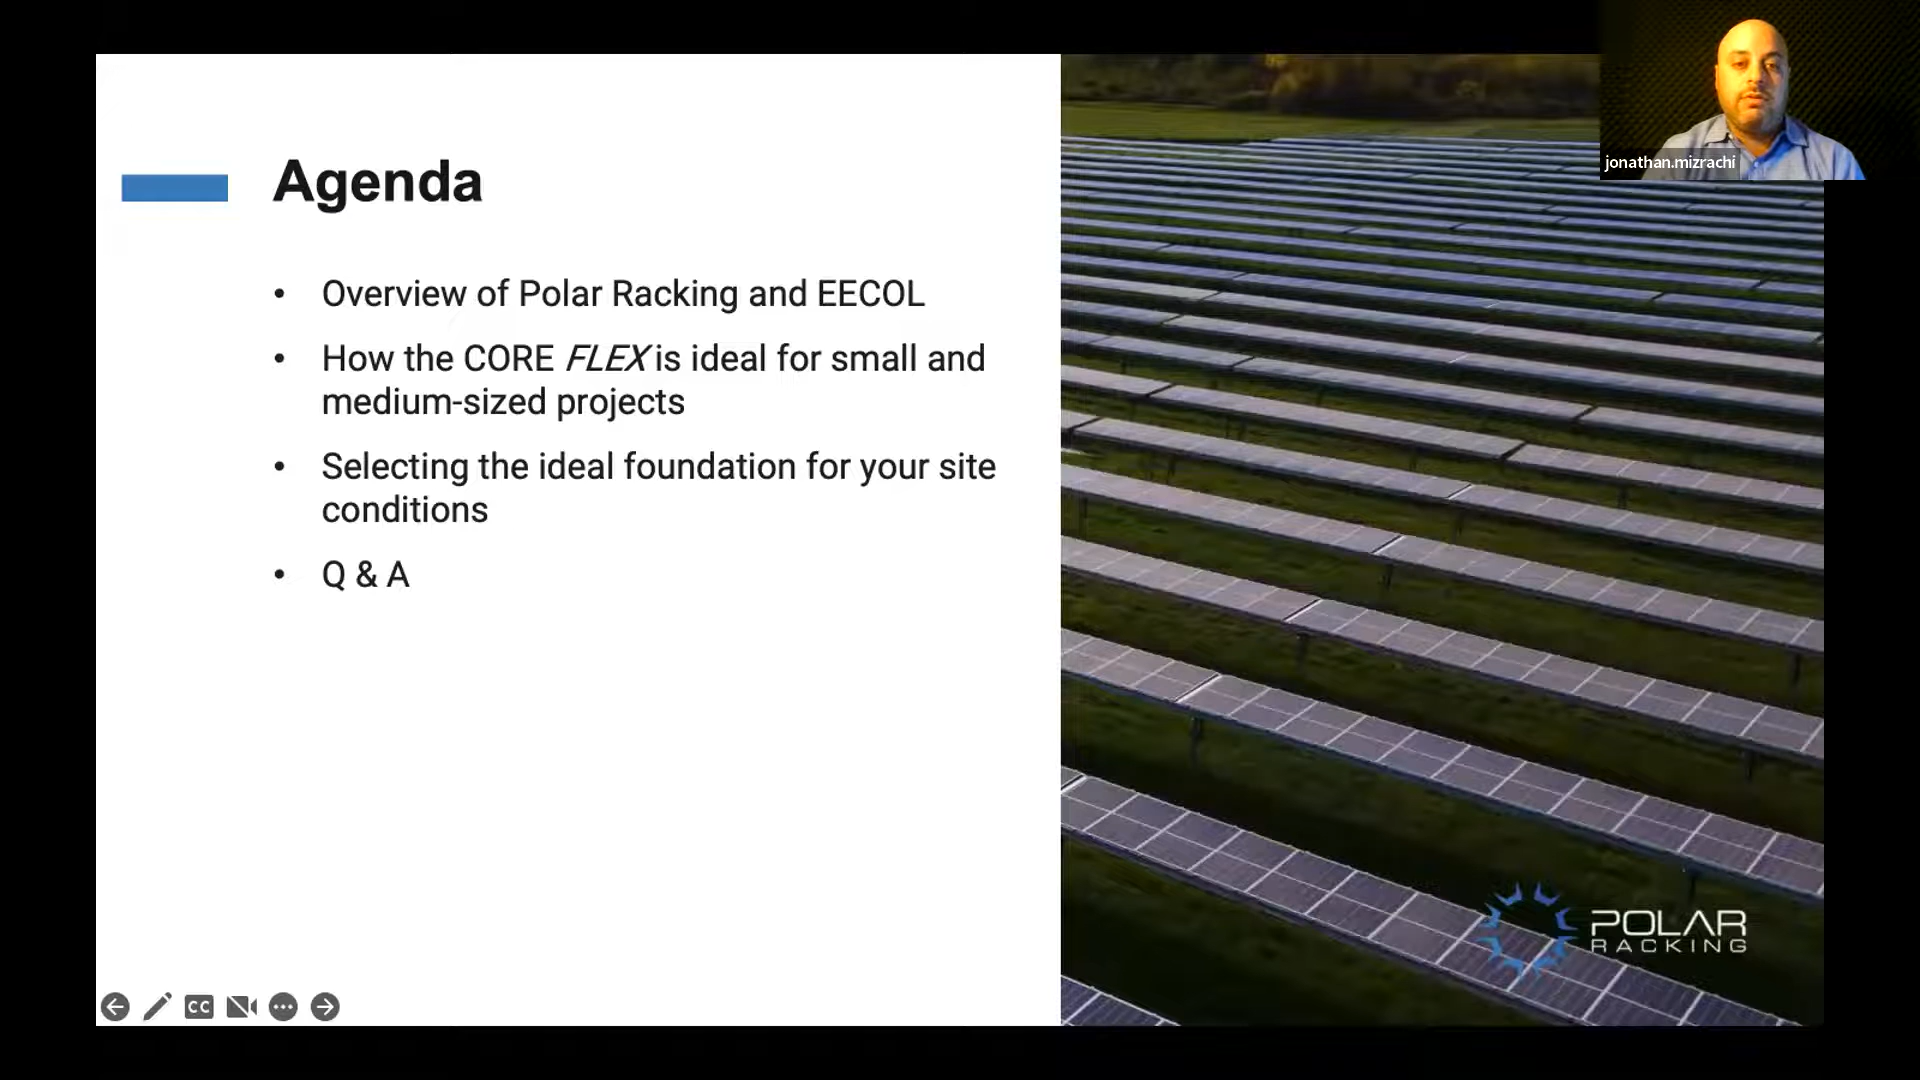 jonathan.mizrachi
Agenda
• Overview of Polar Racking and EECOL
• How the CORE FLEX is ideal for small and
medium-sized projects
• Selecting the ideal foundation for your site
conditions
• Q & A
POLAR
RACKING
CC